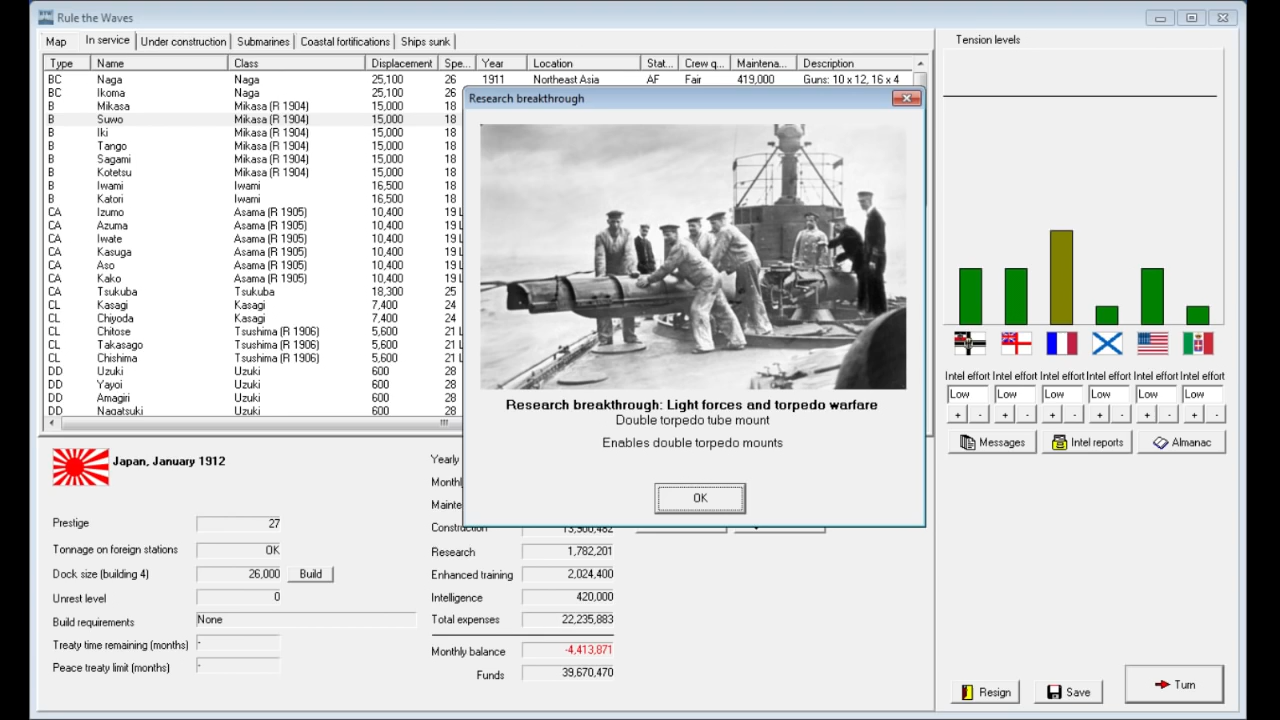 Rule the Waves
Map In service Under construction Submarines Coastal fortifications Ships sunk
Type Name Class Displacement Spe... Year Location Stat... Crew q... Maintena... Description
BC Naga Naga 25,100 26 1911 Northeast Asia AF Fair 419,000 Guns: 10 x 12, 16 x 4
BC Ikoma Naga 25,100 26
B Mikasa Mikasa (R 1904) 15,000 18
B Suwo Mikasa (R 1904) 15,000 18
B Iki Mikasa (R 1904) 15,000 18
B Tango Mikasa (R 1904) 15,000 18
B Sagami Mikasa (R 1904) 15,000 18
B Kotetsu Mikasa (R 1904) 15,000 18
B Iwami Iwami 16,500 18
B Katori Iwami 16,500 18
CA Izumo Asama (R 1905) 10,400 19 L
CA Azuma Asama (R 1905) 10,400 19 L
CA Iwate Asama (R 1905) 10,400 19 L
CA Kasuga Asama (R 1905) 10,400 19 L
CA Aso Asama (R 1905) 10,400 19 L
CA Kako Asama (R 1905) 10,400 19 L
CA Tsukuba Tsukuba 18,300 25
CL Kasagi Kasagi 7,400 24
CL Chiyoda Kasagi 7,400 24
CL Chitose Tsushima (R 1906) 5,600 21 L
CL Takasago Tsushima (R 1906) 5,600 21 L
CL Chishima Tsushima (R 1906) 5,600 21 L
DD Uzuki Uzuki 600 28
DD Yayoi Uzuki 600 28
DD Amagiri Uzuki 600 28
DD Nagatsuki Uzuki 600 28
Research breakthrough
Research breakthrough: Light forces and torpedo warfare
Double torpedo tube mount
Enables double torpedo mounts
OK
Japan, January 1912
Prestige 27
Tonnage on foreign stations OK
Dock size (building 4) 26,000 Build
Unrest level 0
Build requirements None
Treaty time remaining (months) -
Peace treaty limit (months) -
Yearly
Monthl
Mainte
Construction 13,900,482
Research 1,782,201
Enhanced training 2,024,400
Intelligence 420,000
Total expenses 22,235,883
Monthly balance -4,413,871
Funds 39,670,470
Tension levels
Intel effort Intel effort Intel effort Intel effort Intel effort Intel effort
Low Low Low Low Low Low
+ - + - + - + - + - + -
Messages Intel reports Almanac
Resign Save Turn